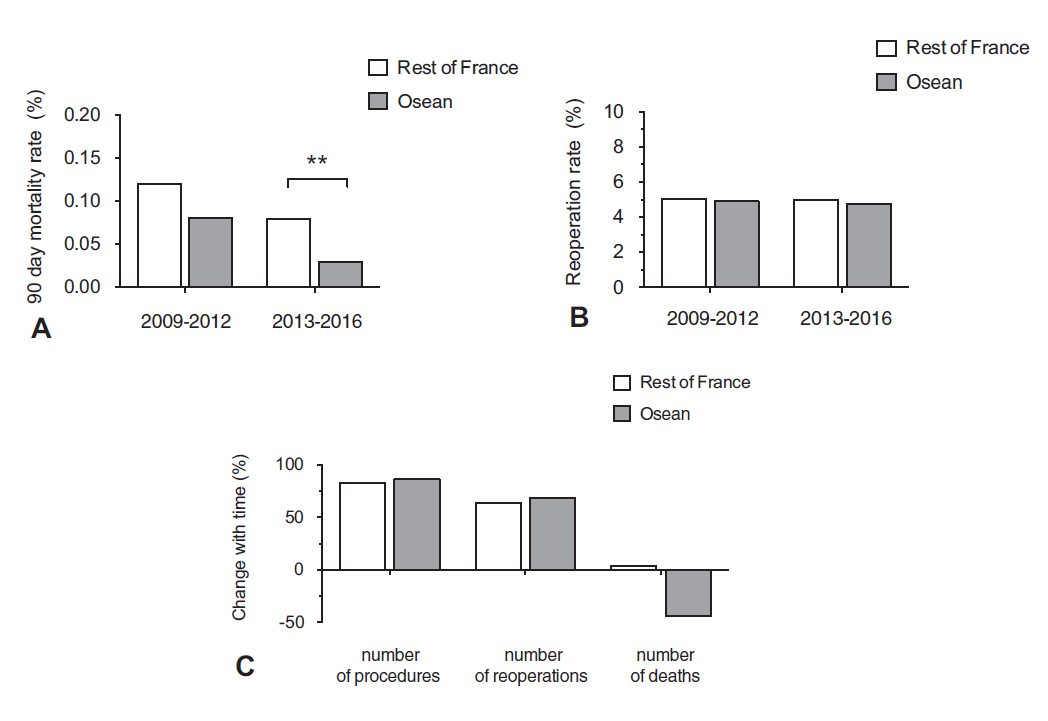 Rest of France
Osean
90 day mortality rate (%)
0.20
0.15
0.10
0.05
0.00
**
2009-2012 2013-2016
A
Rest of France
Osean
Reoperation rate (%)
10
8
6
4
2
0
2009-2012 2013-2016
B
Rest of France
Osean
Change with time (%)
100
50
0
-50
number
of procedures
number
of reoperations
number
of deaths
C